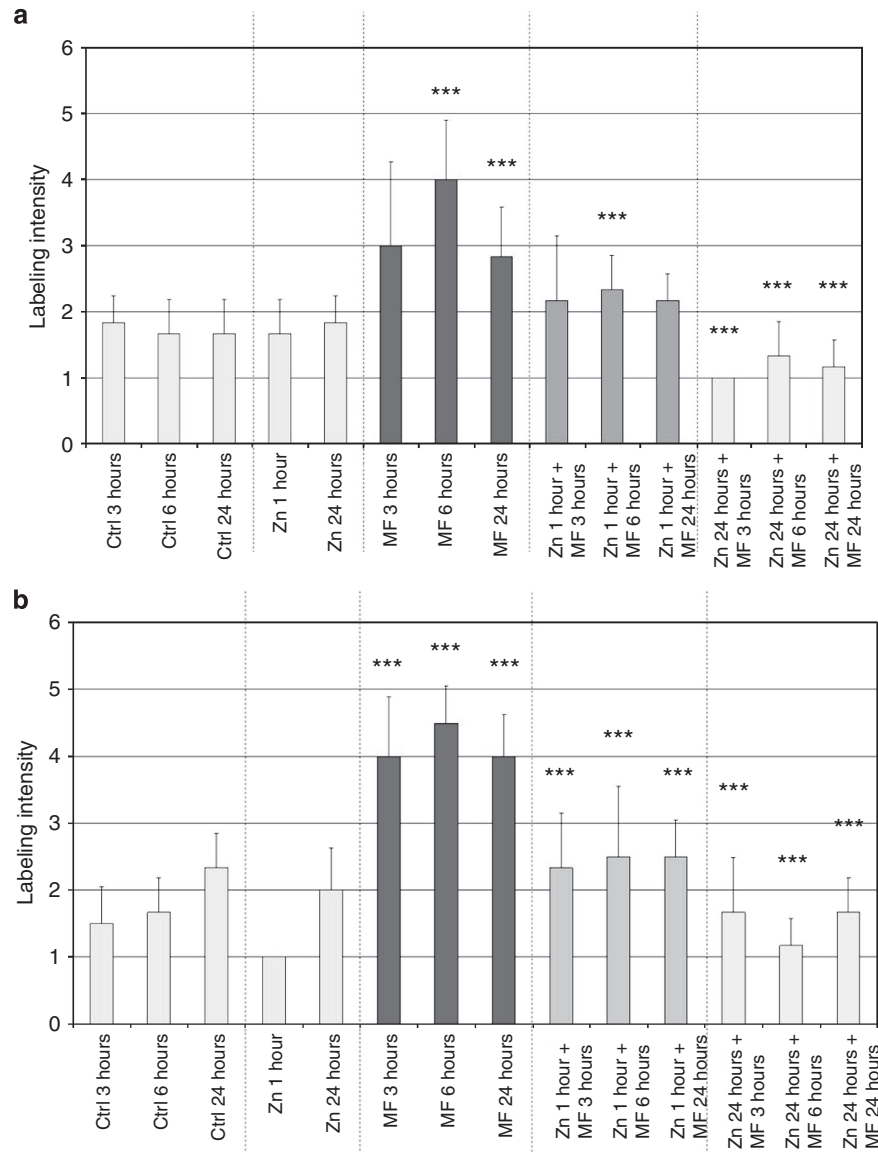 a
6
5
4
3
2
1
0
Labeling intensity
***
***
***
***
***
***
Ctrl 3 hours
Ctrl 6 hours
Ctrl 24 hours
Zn 1 hour
Zn 24 hours
MF 3 hours
MF 6 hours
MF 24 hours
Zn 1 hour +
MF 3 hours
Zn 1 hour +
MF 6 hours
Zn 1 hour +
MF 24 hours
Zn 24 hours +
MF 3 hours
Zn 24 hours +
MF 6 hours
Zn 24 hours +
MF 24 hours
b
6
5
4
3
2
1
0
Labeling intensity
***
***
***
***
***
***
***
***
***
Ctrl 3 hours
Ctrl 6 hours
Ctrl 24 hours
Zn 1 hour
Zn 24 hours
MF 3 hours
MF 6 hours
MF 24 hours
Zn 1 hour +
MF 3 hours
Zn 1 hour +
MF 6 hours
Zn 1 hour +
MF 24 hours
Zn 24 hours +
MF 3 hours
Zn 24 hours +
MF 6 hours
Zn 24 hours +
MF 24 hours